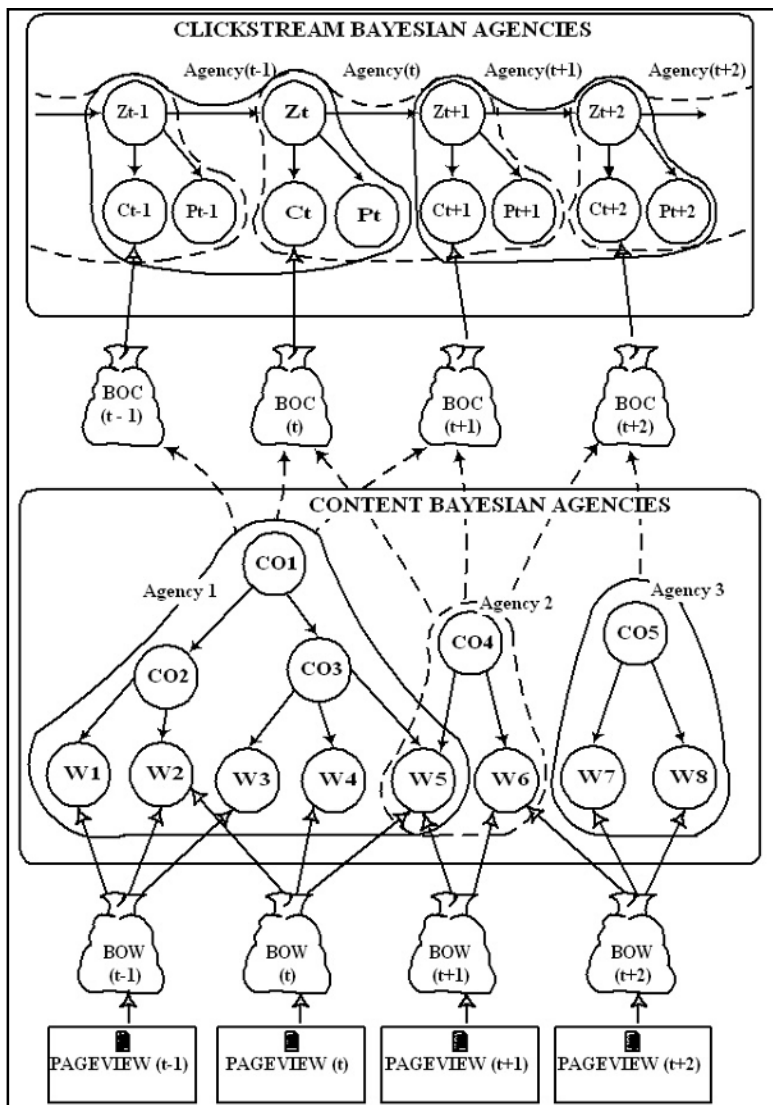 CLICKSTREAM BAYESIAN AGENCIES
Agency(t-1) Agency(t) Agency(t+1) Agency(t+2)
Zt-1 Zt Zt+1 Zt+2
Ct-1 Pt-1 Ct Pt Ct+1 Pt+1 Ct+2 Pt+2
BOC BOC BOC BOC
(t - 1) (t) (t+1) (t+2)
CONTENT BAYESIAN AGENCIES
CO1
Agency 1 Agency 2 Agency 3
CO2 CO3 CO4 CO5
W1 W2 W3 W4 W5 W6 W7 W8
BOW BOW BOW BOW
(t-1) (t) (t+1) (t+2)
PAGEVIEW (t-1) PAGEVIEW (t) PAGEVIEW (t+1) PAGEVIEW (t+2)